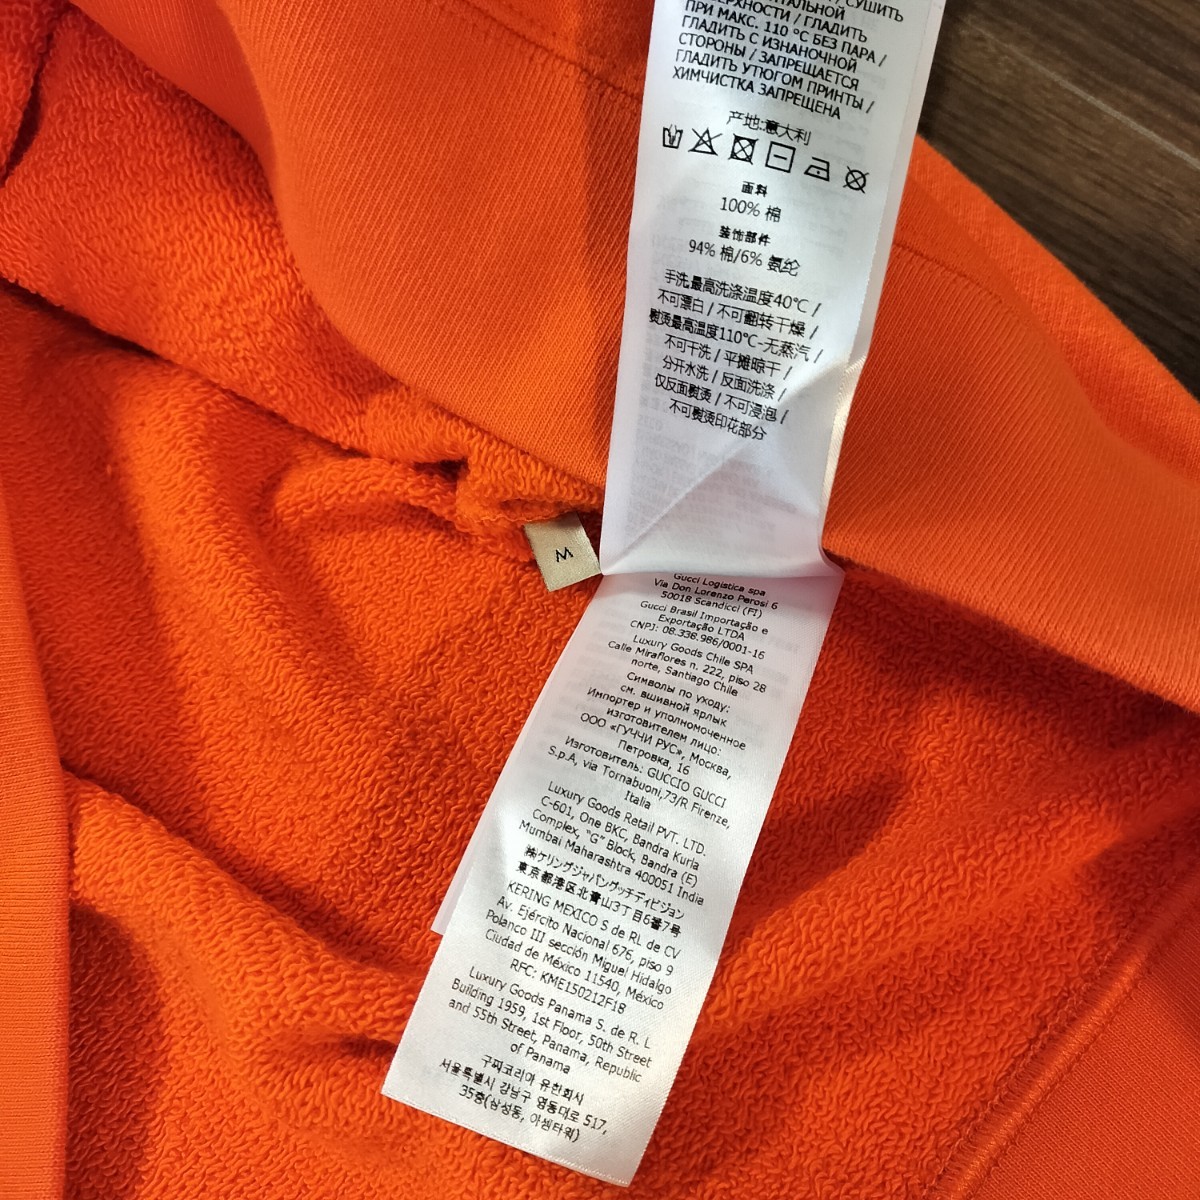 СУШИТЬ
ПРИ МАКС. 110 °C БЕЗ ПАРА /
ГЛАДИТЬ С ИЗНАНОЧНОЙ
СТОРОНЫ / ЗАПРЕЩАЕТСЯ
ГЛАДИТЬ УТЮГОМ ПРИНТЫ /
ХИМЧИСТКА ЗАПРЕЩЕНА
产地:意大利
面料
100% 棉
装饰部件
94% 棉/6% 氨纶
手洗最高洗涤温度40°C /
不可漂白 / 不可翻转干燥 /
熨烫最高温度110°C-无蒸汽 /
不可干洗 / 平摊晾干 /
分开水洗 / 反面洗涤 /
仅反面熨烫 / 不可浸泡 /
不可熨烫印花部分
M
Gucci Logistica spa
Via Don Lorenzo Perosi 6
50018 Scandicci (FI)
Gucci Brasil Importação e
Exportação LTDA
CNPJ: 08.338.986/0001-16
Luxury Goods Chile SPA
Calle Miraflores n. 222, piso 28
norte, Santiago Chile
Символы по уходу:
см. вшивной ярлык
Импортер и уполномоченное
изготовителем лицо:
ООО «ГУЧЧИ РУС», Москва,
Петровка, 16
Изготовитель: GUCCIO GUCCI
S.p.A, via Tornabuoni,73/R Firenze,
Italia
Luxury Goods Retail PVT. LTD.
C-601, One BKC, Bandra Kurla
Complex, "G" Block, Bandra (E)
Mumbai Maharashtra 400051 India
㈱ケリングジャパングッチディビジョン
東京都港区北青山3丁目6番7号
KERING MEXICO S de RL de CV
Av. Ejército Nacional 676, piso 9
Polanco III sección Miguel Hidalgo
Ciudad de México 11540, México
RFC: KME150212F18
Luxury Goods Panama S. de R. L
Building 1959, 1st Floor, 50th Street
and 55th Street, Panama, Republic
of Panama
구찌코리아 유한회사
서울특별시 강남구 영동대로 517,
35층(삼성동, 아셈타워)